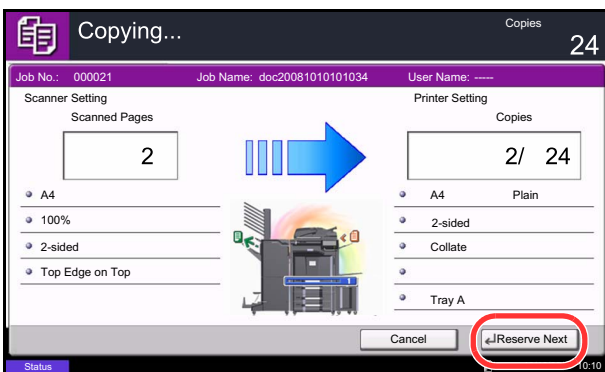 Copying...
Copies
24
Job No.: 000021 Job Name: doc20081010101034 User Name: -----
Scanner Setting
Scanned Pages
2
A4
100%
2-sided
Top Edge on Top
1
Printer Setting
Copies
2/ 24
A4 Plain
2-sided
Collate
Tray A
Cancel
Reserve Next
Status
10:10